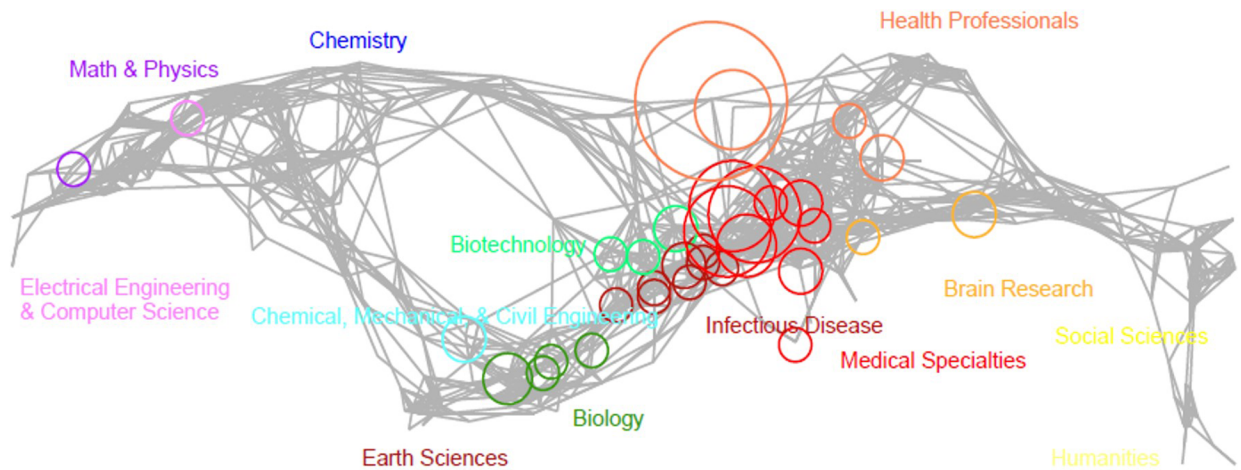 Health Professionals
Chemistry
Math & Physics
Biotechnology
Electrical Engineering
& Computer Science
Brain Research
Chemical, Mechanical, & Civil Engineering
Infectious Disease
Social Sciences
Medical Specialties
Biology
Earth Sciences
Humanities